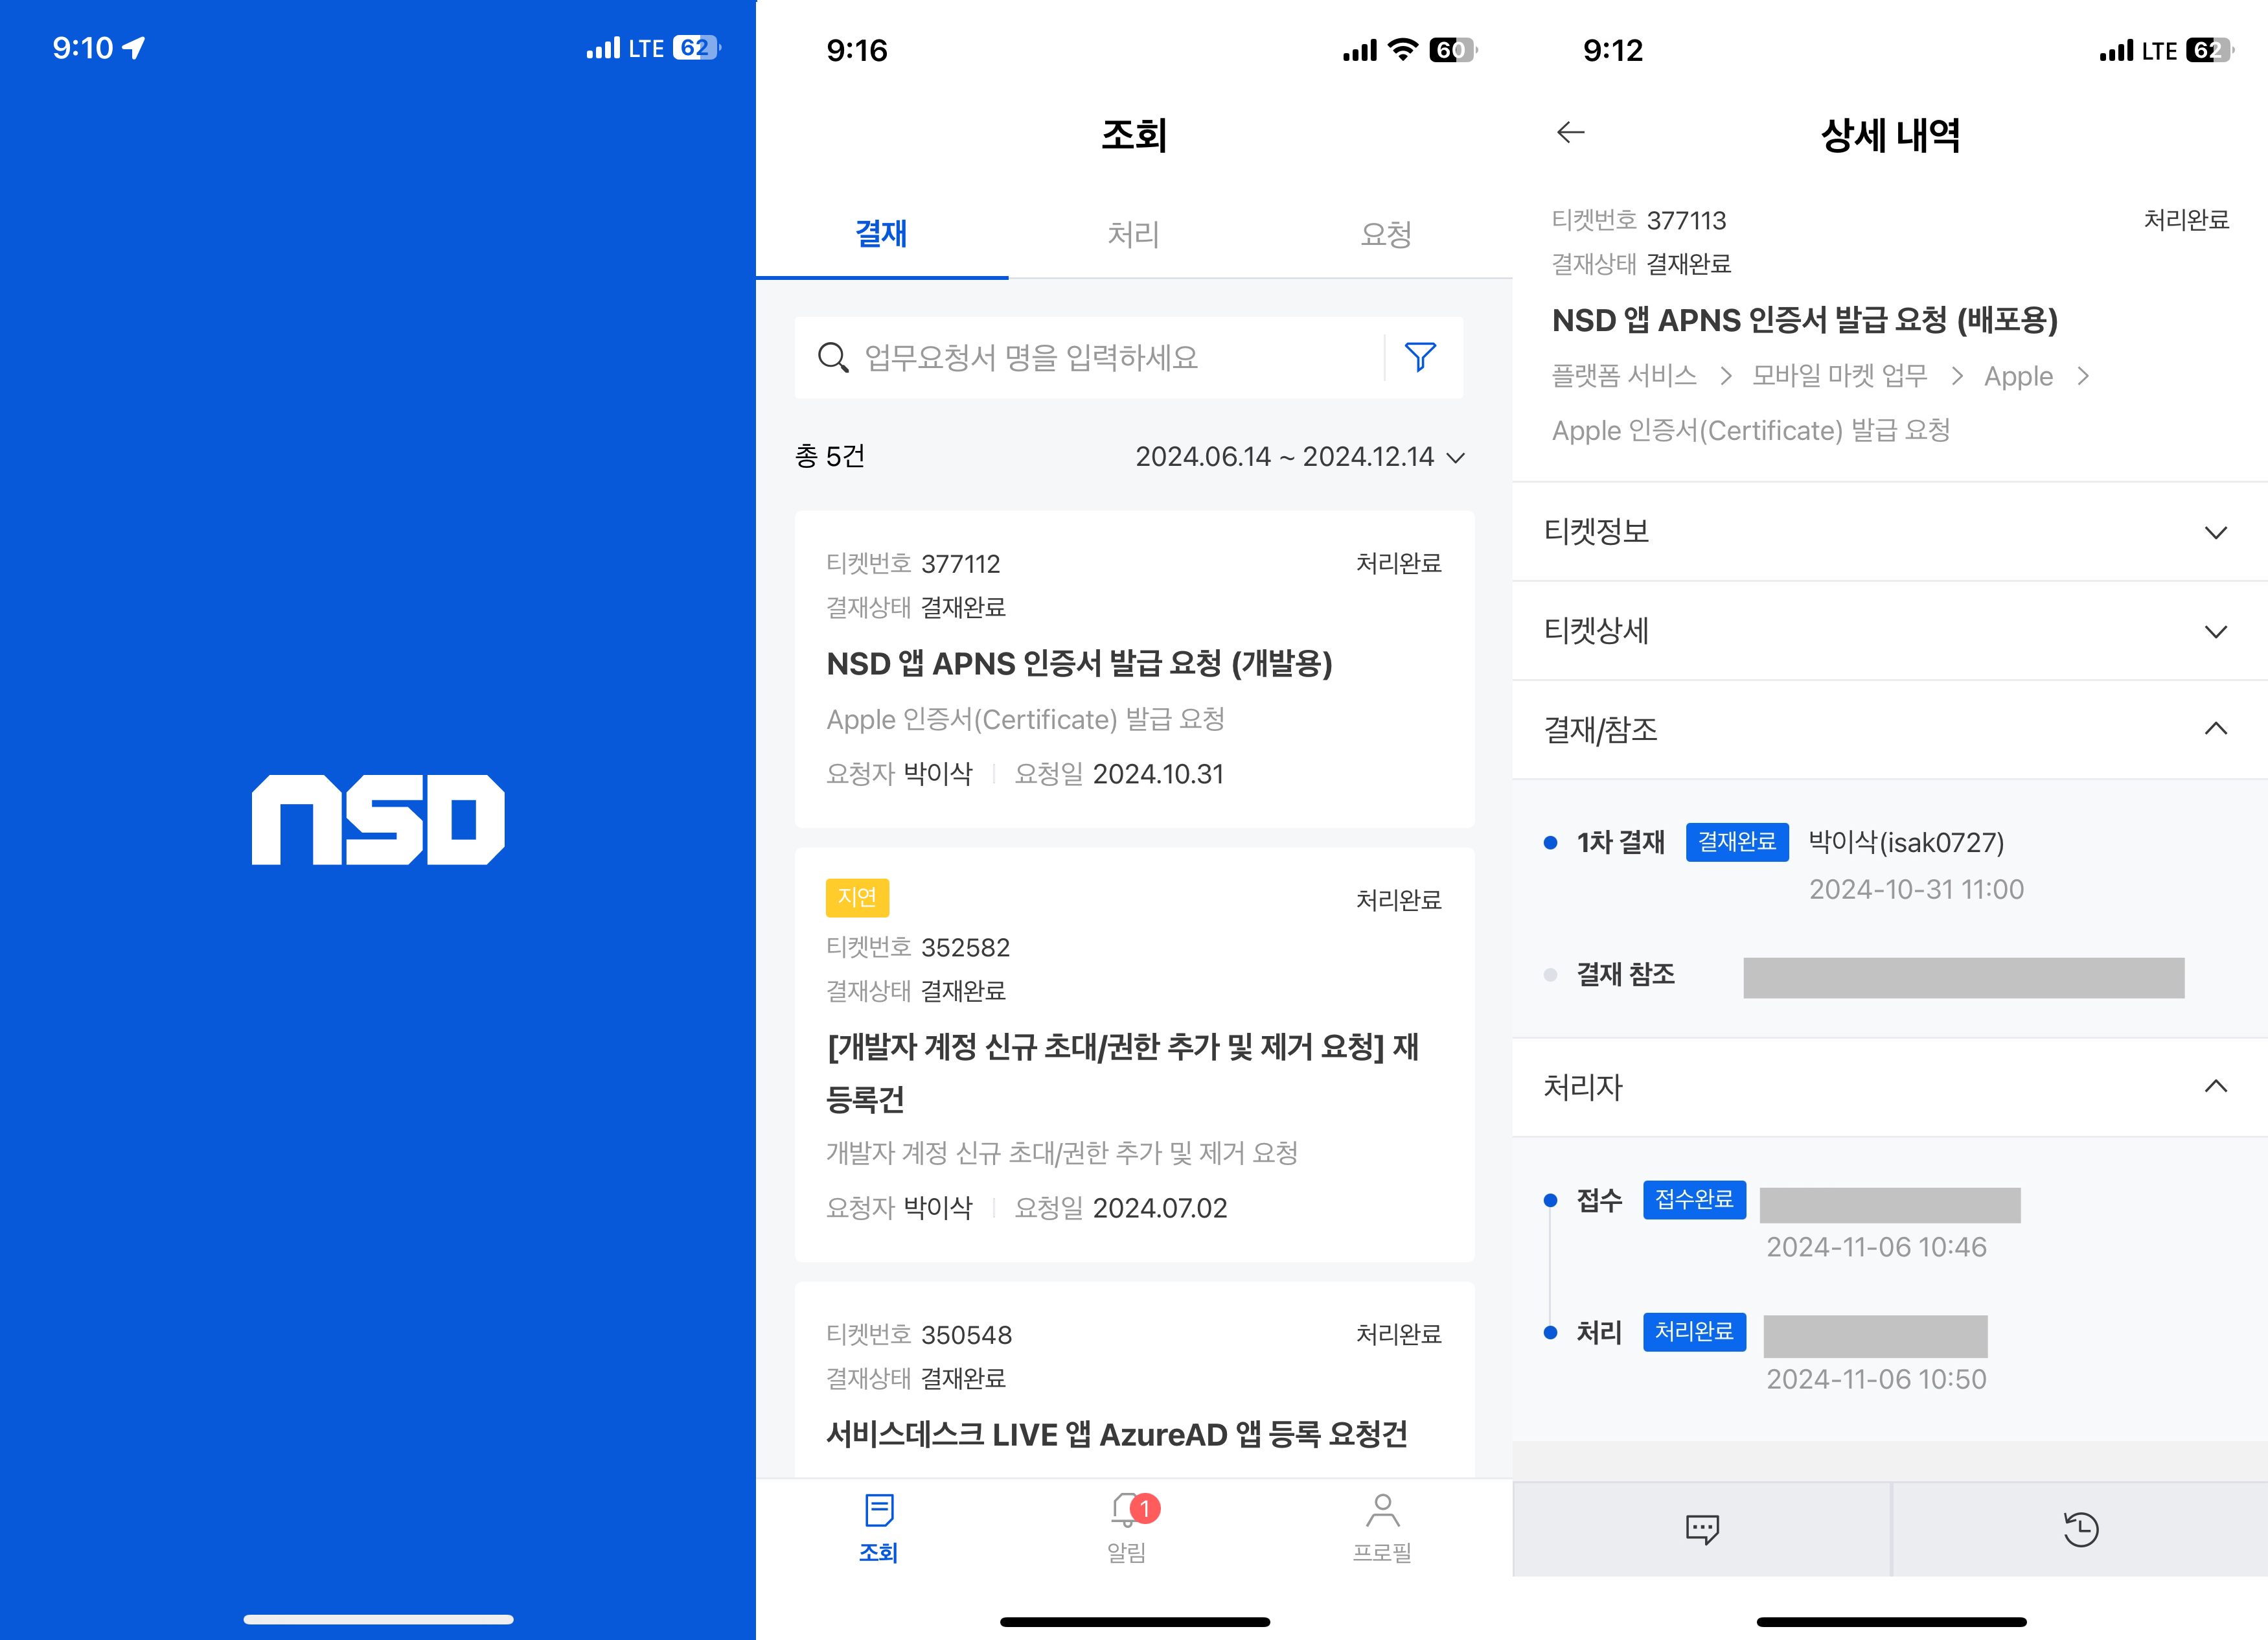 9:10
LTE 62
NSD
9:16
60
조회
결재 처리 요청
업무요청서 명을 입력하세요
총 5건 2024.06.14 ~ 2024.12.14
티켓번호 377112 처리완료
결재상태 결재완료
NSD 앱 APNS 인증서 발급 요청 (개발용)
Apple 인증서(Certificate) 발급 요청
요청자 박이삭 요청일 2024.10.31
지연 처리완료
티켓번호 352582
결재상태 결재완료
[개발자 계정 신규 초대/권한 추가 및 제거 요청] 재
등록건
개발자 계정 신규 초대/권한 추가 및 제거 요청
요청자 박이삭 요청일 2024.07.02
티켓번호 350548 처리완료
결재상태 결재완료
서비스데스크 LIVE 앱 AzureAD 앱 등록 요청건
1
조회 알림 프로필
9:12
LTE 62
상세 내역
티켓번호 377113 처리완료
결재상태 결재완료
NSD 앱 APNS 인증서 발급 요청 (배포용)
플랫폼 서비스 > 모바일 마켓 업무 > Apple >
Apple 인증서(Certificate) 발급 요청
티켓정보
티켓상세
결재/참조
1차 결재 결재완료 박이삭(isak0727)
2024-10-31 11:00
결재 참조
처리자
접수 접수완료
2024-11-06 10:46
처리 처리완료
2024-11-06 10:50